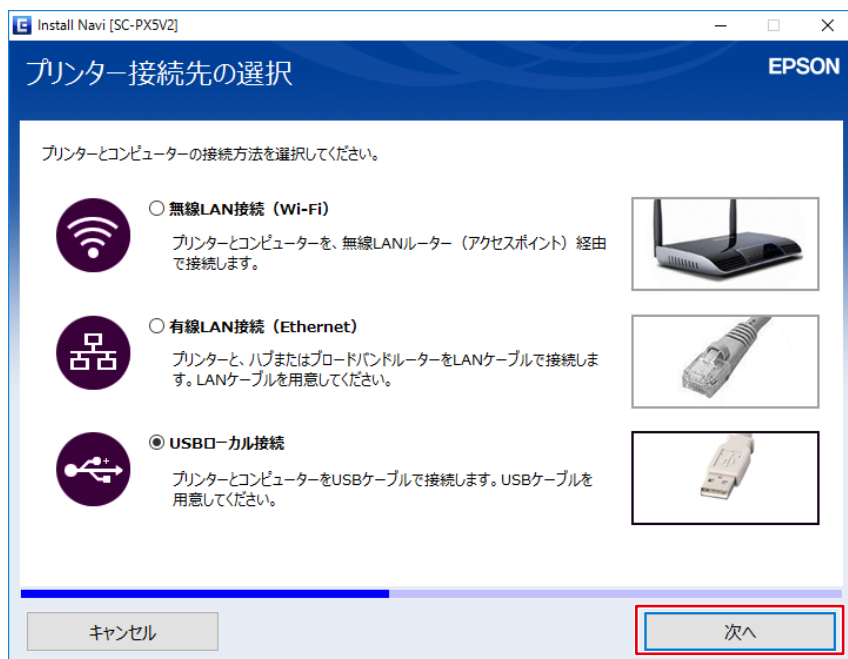 Install Navi [SC-PX5V2]
プリンター接続先の選択
EPSON
プリンターとコンピューターの接続方法を選択してください。
無線LAN接続（Wi-Fi）
プリンターとコンピューターを、無線LANルーター（アクセスポイント）経由
で接続します。
有線LAN接続（Ethernet）
プリンターと、ハブまたはブロードバンドルーターをLANケーブルで接続しま
す。LANケーブルを用意してください。
USBローカル接続
プリンターとコンピューターをUSBケーブルで接続します。USBケーブルを
用意してください。
キャンセル
次へ